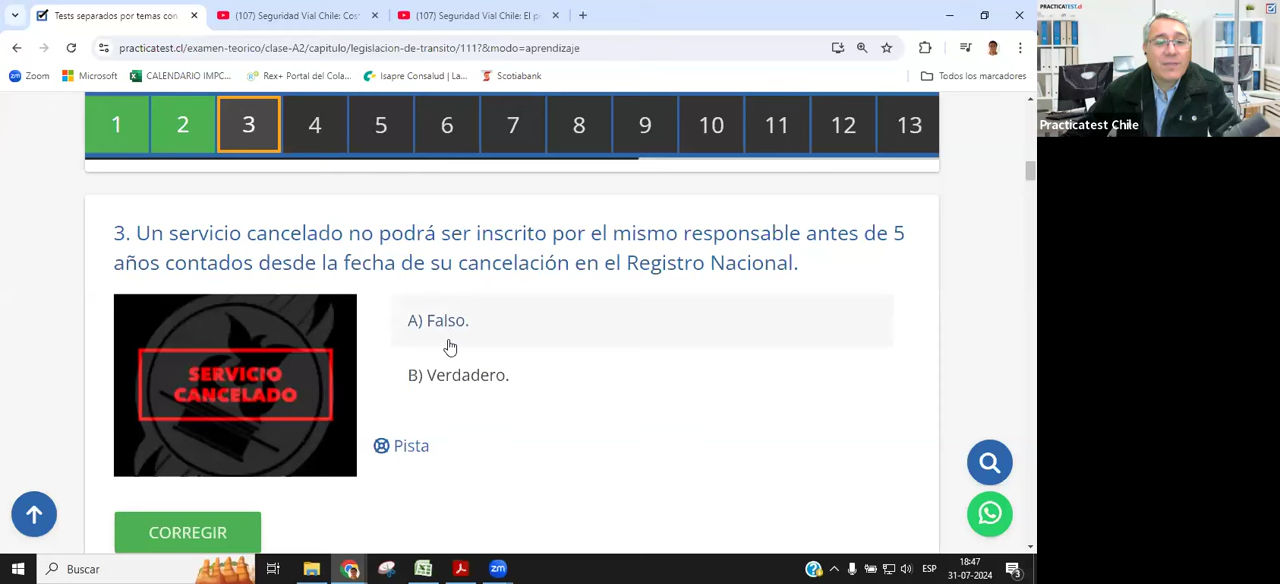 Tests separados por temas con
(107) Seguridad Vial Chile:
(107) Seguridad Vial Chile: El p
practicatest.cl/examen-teorico/clase-A2/capitulo/legislacion-de-transito/111?&modo=aprendizaje
Zoom
Microsoft
CALENDARIO IMPC...
Rex+ Portal del Col
Isapre Consalud | La...
Scotiabank
Todos los marcadores
PRACTICATEST.cl
Practicatest Chile
1 2 3 4 5 6 7 8 9 10 11 12 13
3. Un servicio cancelado no podrá ser inscrito por el mismo responsable antes de 5
años contados desde la fecha de su cancelación en el Registro Nacional.
SERVICIO
CANCELADO
A) Falso.
B) Verdadero.
Pista
CORREGIR
Buscar
ESP
18:47
31-07-2024
3